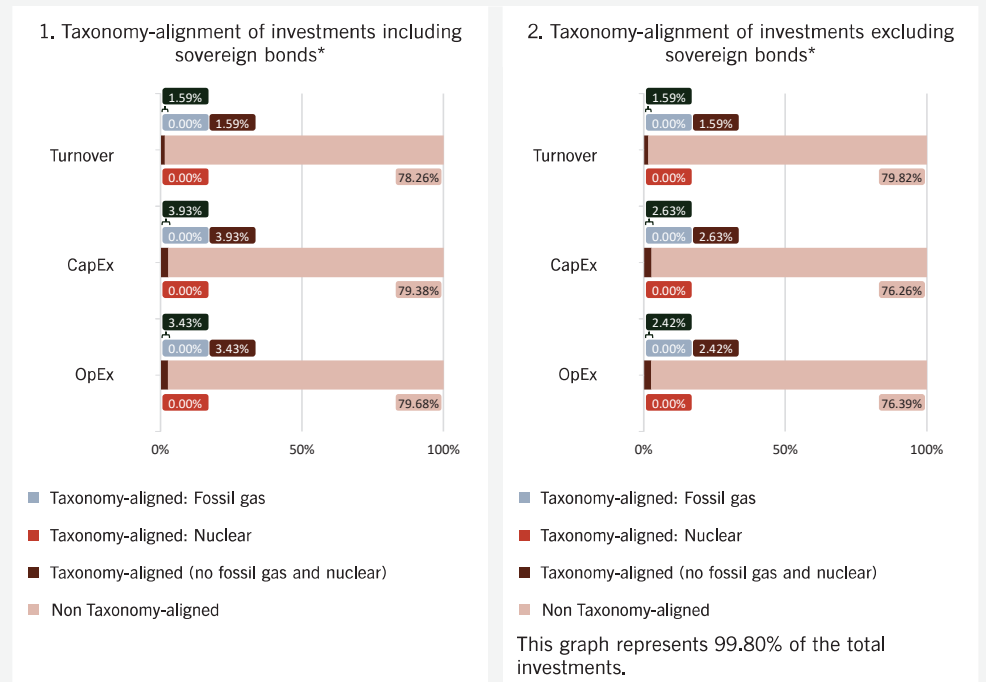 1. Taxonomy-alignment of investments including
sovereign bonds*
1.59%
0.00% 1.59%
Turnover
0.00% 78.26%
3.93%
0.00% 3.93%
CapEx
0.00% 79.38%
3.43%
0.00% 3.43%
OpEx
0.00% 79.68%
0% 50% 100%
Taxonomy-aligned: Fossil gas
Taxonomy-aligned: Nuclear
Taxonomy-aligned (no fossil gas and nuclear)
Non Taxonomy-aligned
2. Taxonomy-alignment of investments excluding
sovereign bonds*
1.59%
0.00% 1.59%
Turnover
0.00% 79.82%
2.63%
0.00% 2.63%
CapEx
0.00% 76.26%
2.42%
0.00% 2.42%
OpEx
0.00% 76.39%
0% 50% 100%
Taxonomy-aligned: Fossil gas
Taxonomy-aligned: Nuclear
Taxonomy-aligned (no fossil gas and nuclear)
Non Taxonomy-aligned
This graph represents 99.80% of the total
investments.